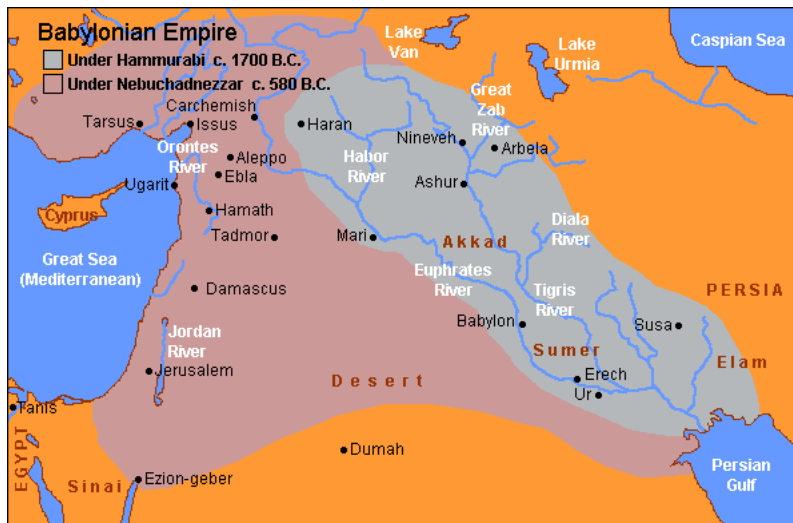 Babylonian Empire
Under Hammurabi c. 1700 B.C.
Under Nebuchadnezzar c. 580 B.C.
Lake
Van
Lake
Urmia
Caspian Sea
Carchemish
Tarsus
Issus
Haran
Great
Zab
River
Nineveh
Arbela
Orontes
River
Aleppo
Ebla
Habor
River
Ugarit
Ashur
Cyprus
Hamath
Tadmor
Mari
Akkad
Diala
River
Great Sea
(Mediterranean)
Euphrates
River
Tigris
River
PERSIA
Damascus
Babylon
Susa
Jordan
River
Sumer
Elam
Jerusalem
Desert
Erech
Ur
Tanis
EGYPT
Sinai
Ezion-geber
Dumah
Persian
Gulf